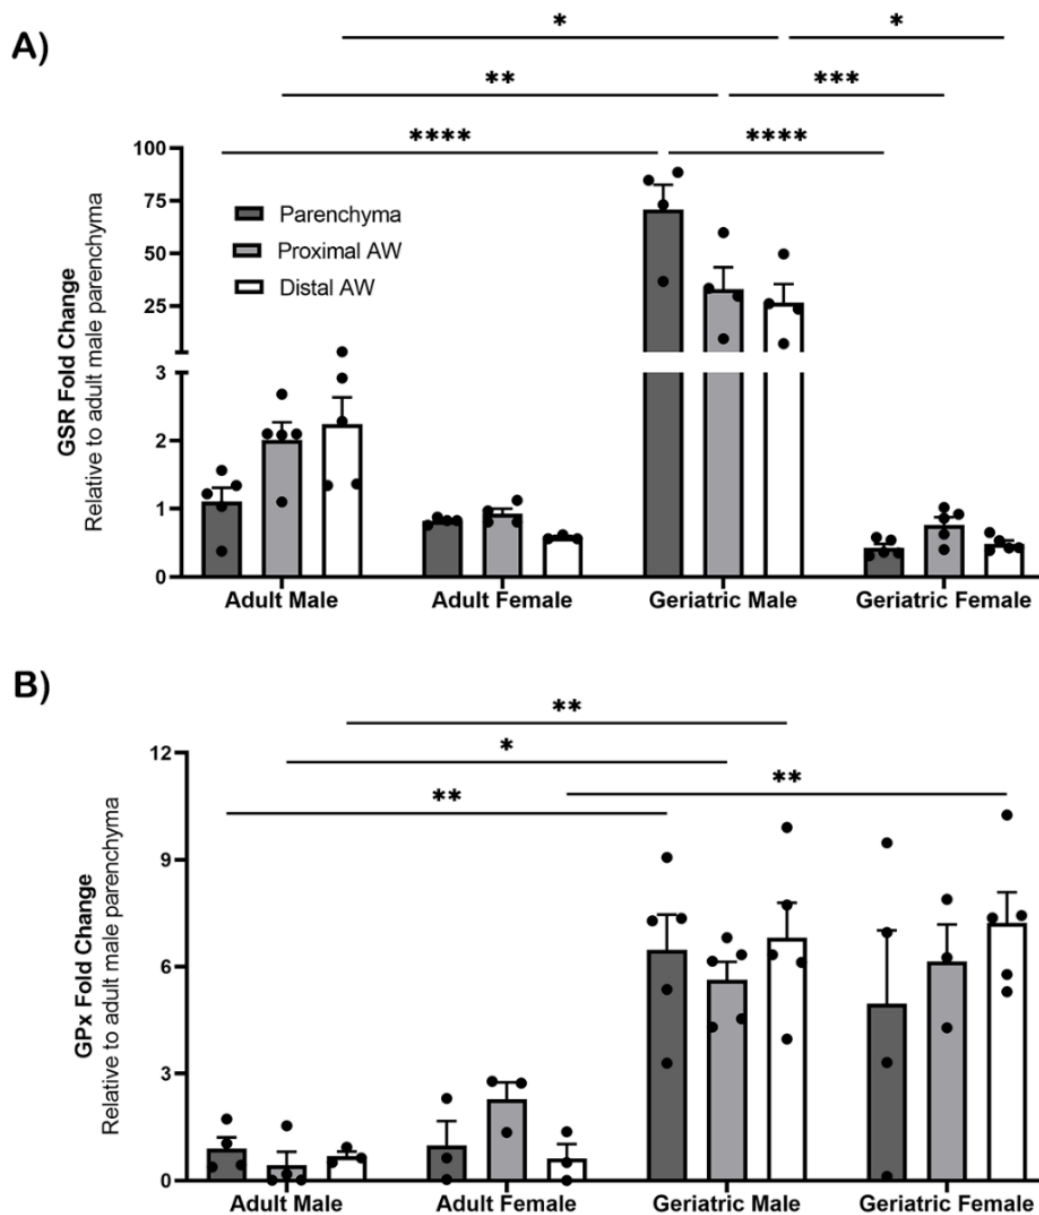 A)
* *
** ***
**** ****
GSR Fold Change
Relative to adult male parenchyma
100
75
50
25
3
2
1
0
Parenchyma
Proximal AW
Distal AW
Adult Male Adult Female Geriatric Male Geriatric Female
B)
**
*
**
**
GPx Fold Change
Relative to adult male parenchyma
12
9
6
3
0
Adult Male Adult Female Geriatric Male Geriatric Female